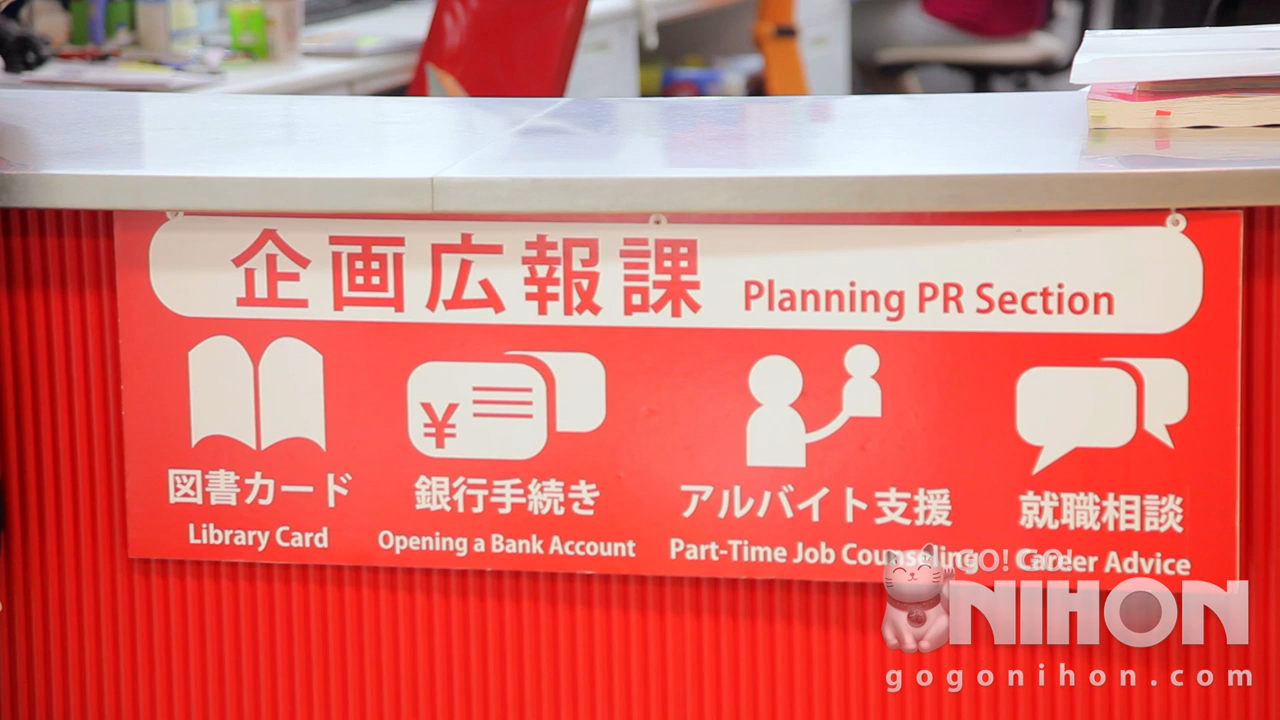 企画広報課 Planning PR Section
¥
図書カード 銀行手続き アルバイト支援 就職相談
Library Card Opening a Bank Account Part-Time Job Counseling Career Advice
GO! GO!
NIHON
gogonihon.com